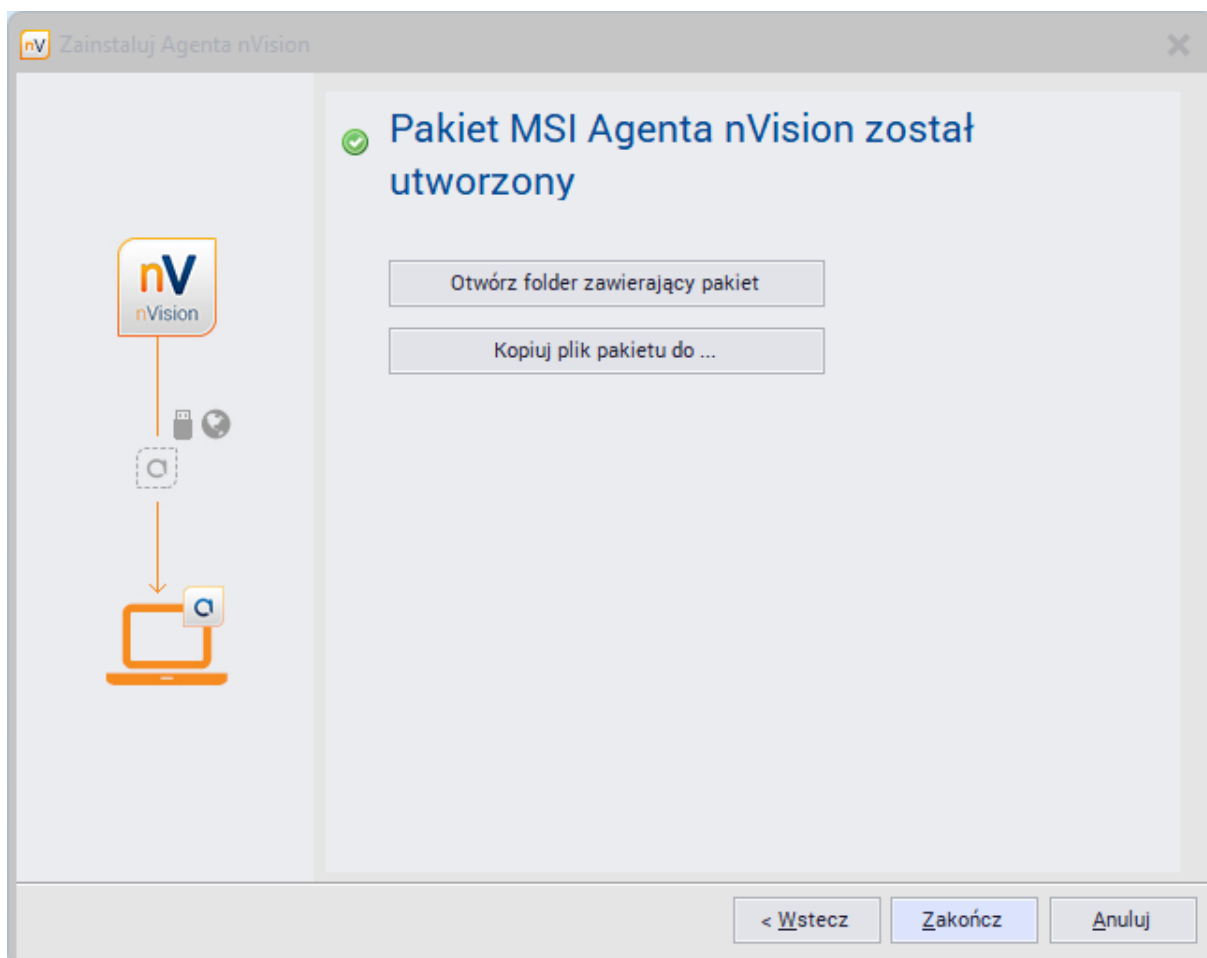 nV Zainstaluj Agenta nVision
Pakiet MSI Agenta nVision został
utworzony
nV
nVision
Otwórz folder zawierający pakiet
Kopiuj plik pakietu do ...
< Wstecz
Zakończ
Anuluj